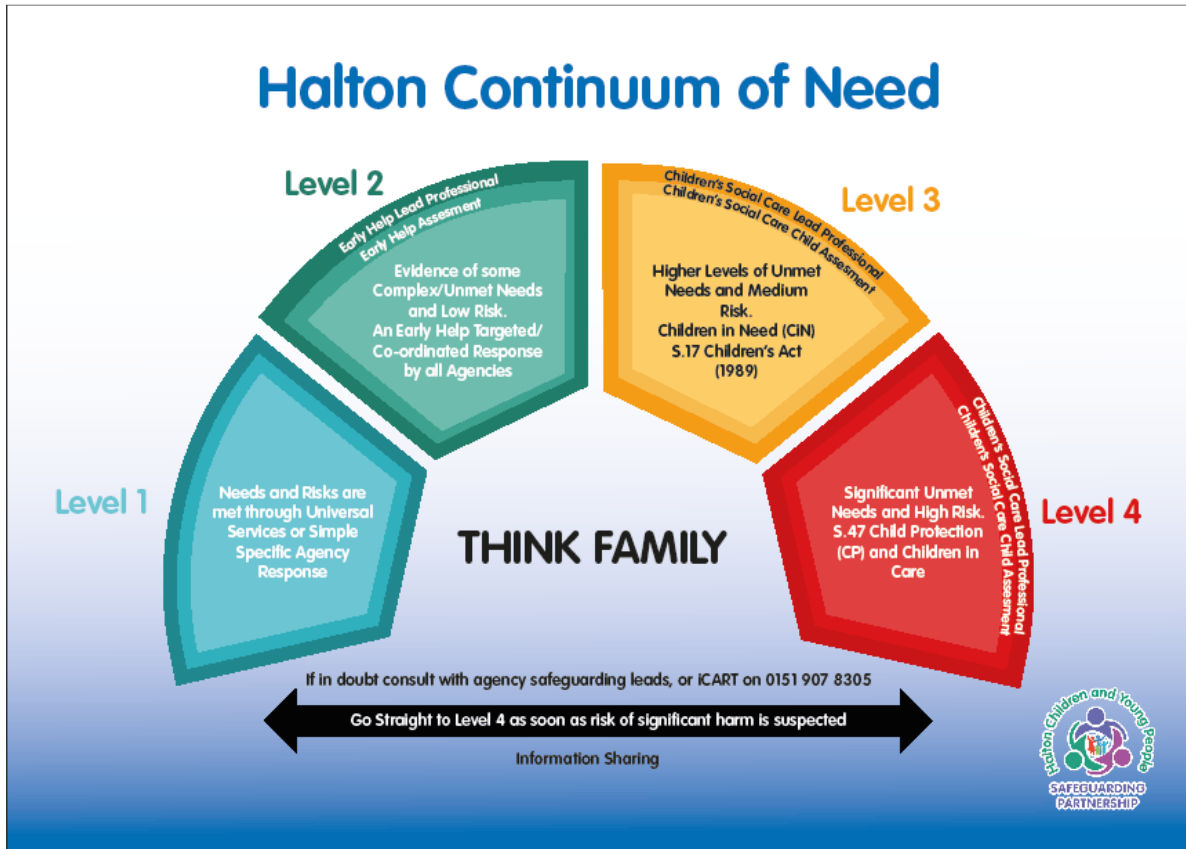 Halton Continuum of Need
Level 1
Needs and Risks are
met through Universal
Services or Simple
Specific Agency
Response
Level 2
Early Help Lead Professional
Early Help Assesment
Evidence of some
Complex/Unmet Needs
and Low Risk.
An Early Help Targeted/
Co-ordinated Response
by all Agencies
Level 3
Children's Social Care Lead Professional
Children's Social Care Child Assesment
Higher Levels of Unmet
Needs and Medium
Risk.
Children in Need (CiN)
S.17 Children's Act
(1989)
Level 4
Children's Social Care Lead Professional
Children's Social Care Child Assesment
Significant Unmet
Needs and High Risk.
S.47 Child Protection
(CP) and Children in
Care
THINK FAMILY
If in doubt consult with agency safeguarding leads, or iCART on 0151 907 8305
Go Straight to Level 4 as soon as risk of significant harm is suspected
Information Sharing
Halton Children and Young People
SAFEGUARDING
PARTNERSHIP